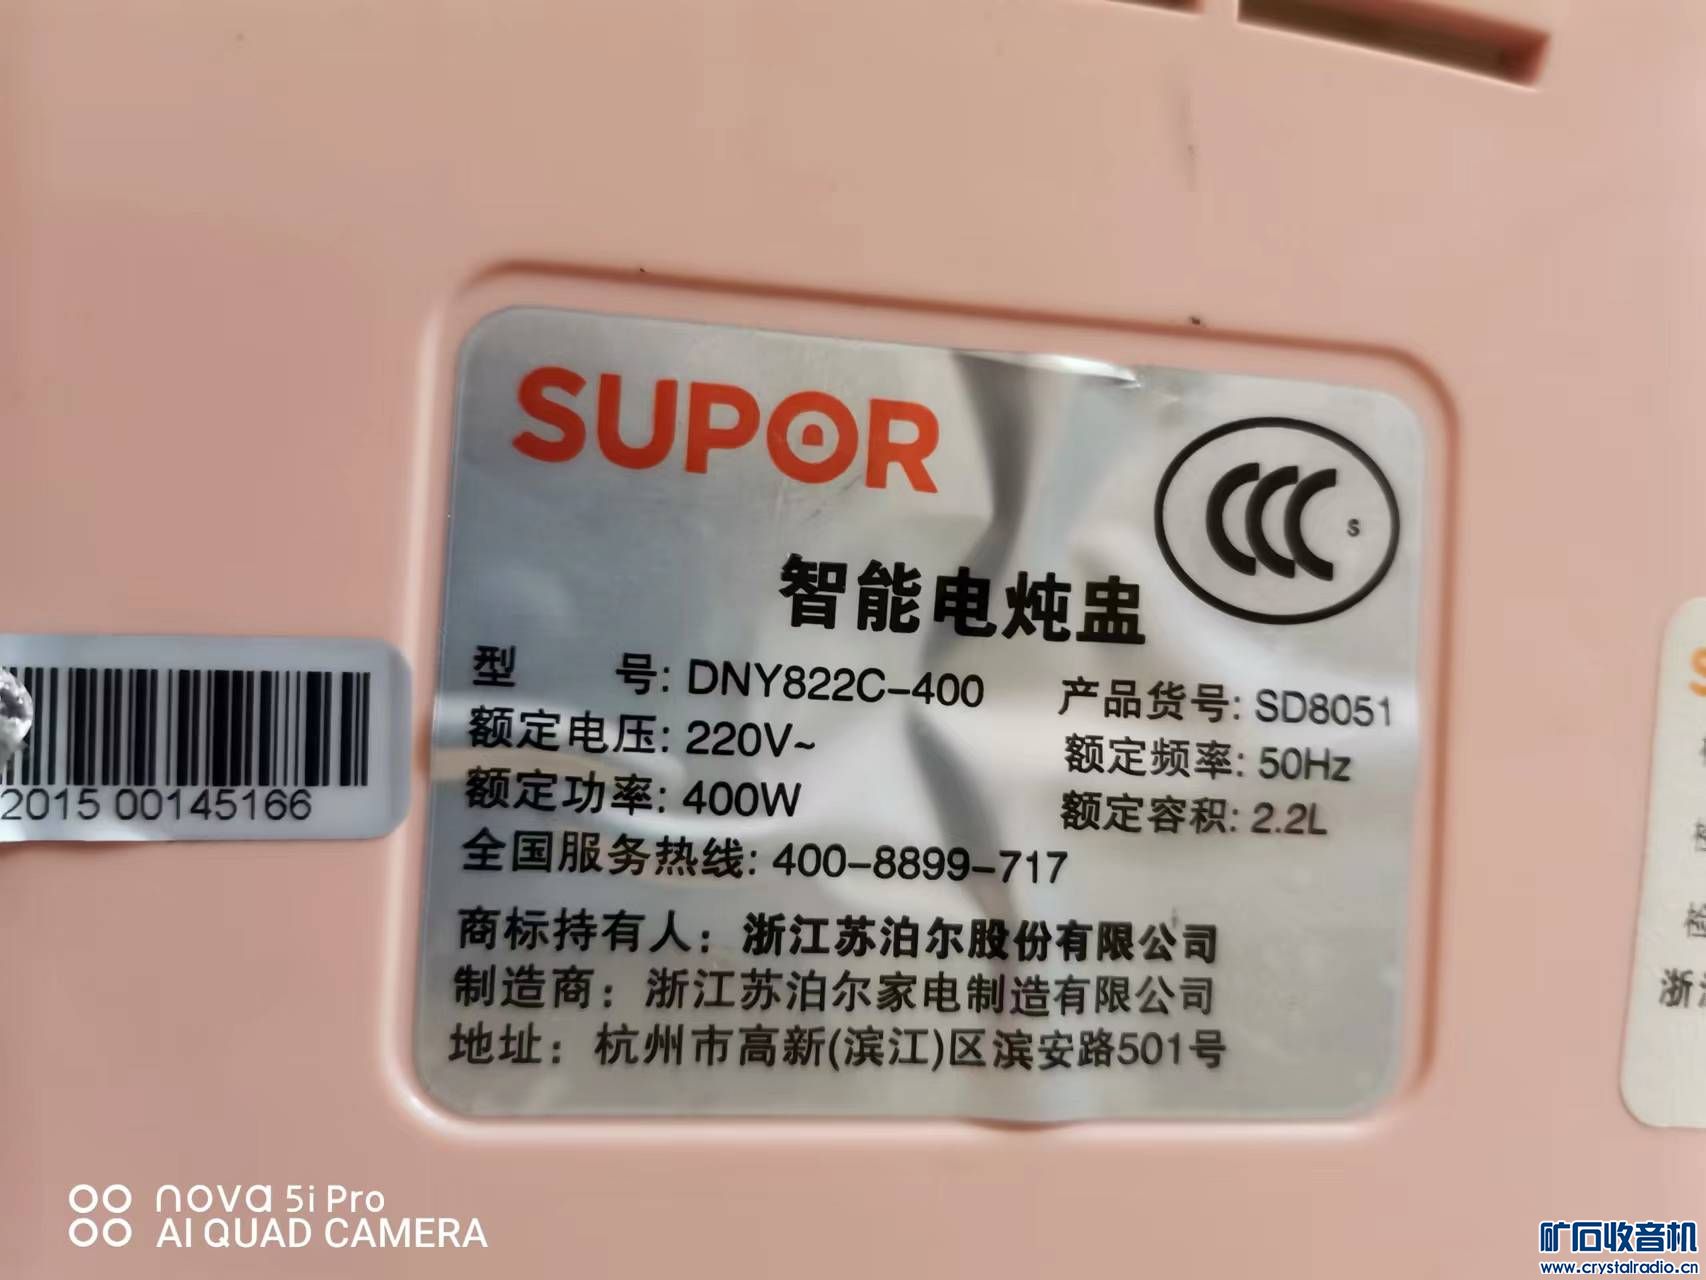 SUPOR
CCC S
智能电炖盅
型 号: DNY822C-400 产品货号: SD8051
额定电压: 220V~ 额定频率: 50Hz
额定功率: 400W 额定容积: 2.2L
全国服务热线: 400-8899-717
商标持有人: 浙江苏泊尔股份有限公司
制造商: 浙江苏泊尔家电制造有限公司
地址: 杭州市高新(滨江)区滨安路501号
2015 00145166
nova 5i Pro
AI QUAD CAMERA
矿石收音机
www.crystalradio.cn